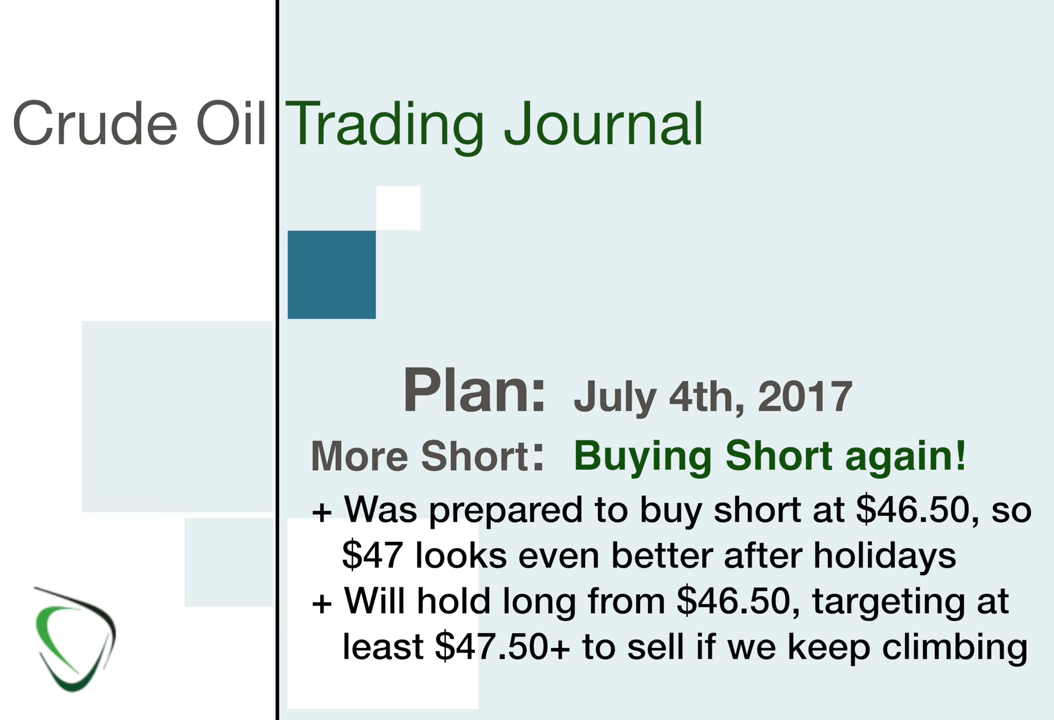 Crude Oil Trading Journal
Plan: July 4th, 2017
More Short: Buying Short again!
+ Was prepared to buy short at $46.50, so
$47 looks even better after holidays
+ Will hold long from $46.50, targeting at
least $47.50+ to sell if we keep climbing